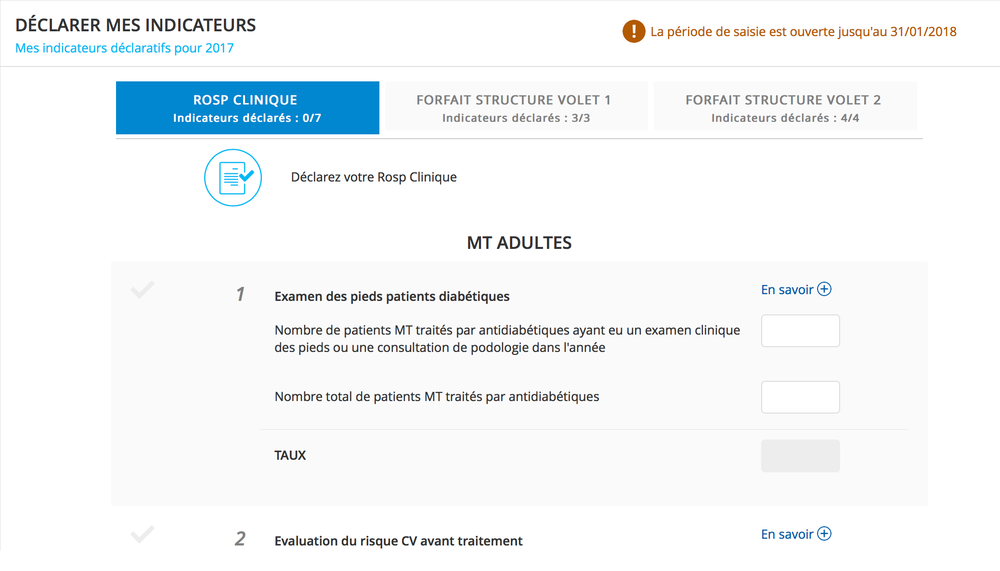 DÉCLARER MES INDICATEURS
Mes indicateurs déclaratifs pour 2017
! La période de saisie est ouverte jusqu'au 31/01/2018
ROSP CLINIQUE
Indicateurs déclarés : 0/7
FORFAIT STRUCTURE VOLET 1
Indicateurs déclarés : 3/3
FORFAIT STRUCTURE VOLET 2
Indicateurs déclarés : 4/4
Déclarez votre Rosp Clinique
MT ADULTES
1 Examen des pieds patients diabétiques
En savoir +
Nombre de patients MT traités par antidiabétiques ayant eu un examen clinique
des pieds ou une consultation de podologie dans l'année
Nombre total de patients MT traités par antidiabétiques
TAUX
2 Evaluation du risque CV avant traitement
En savoir +